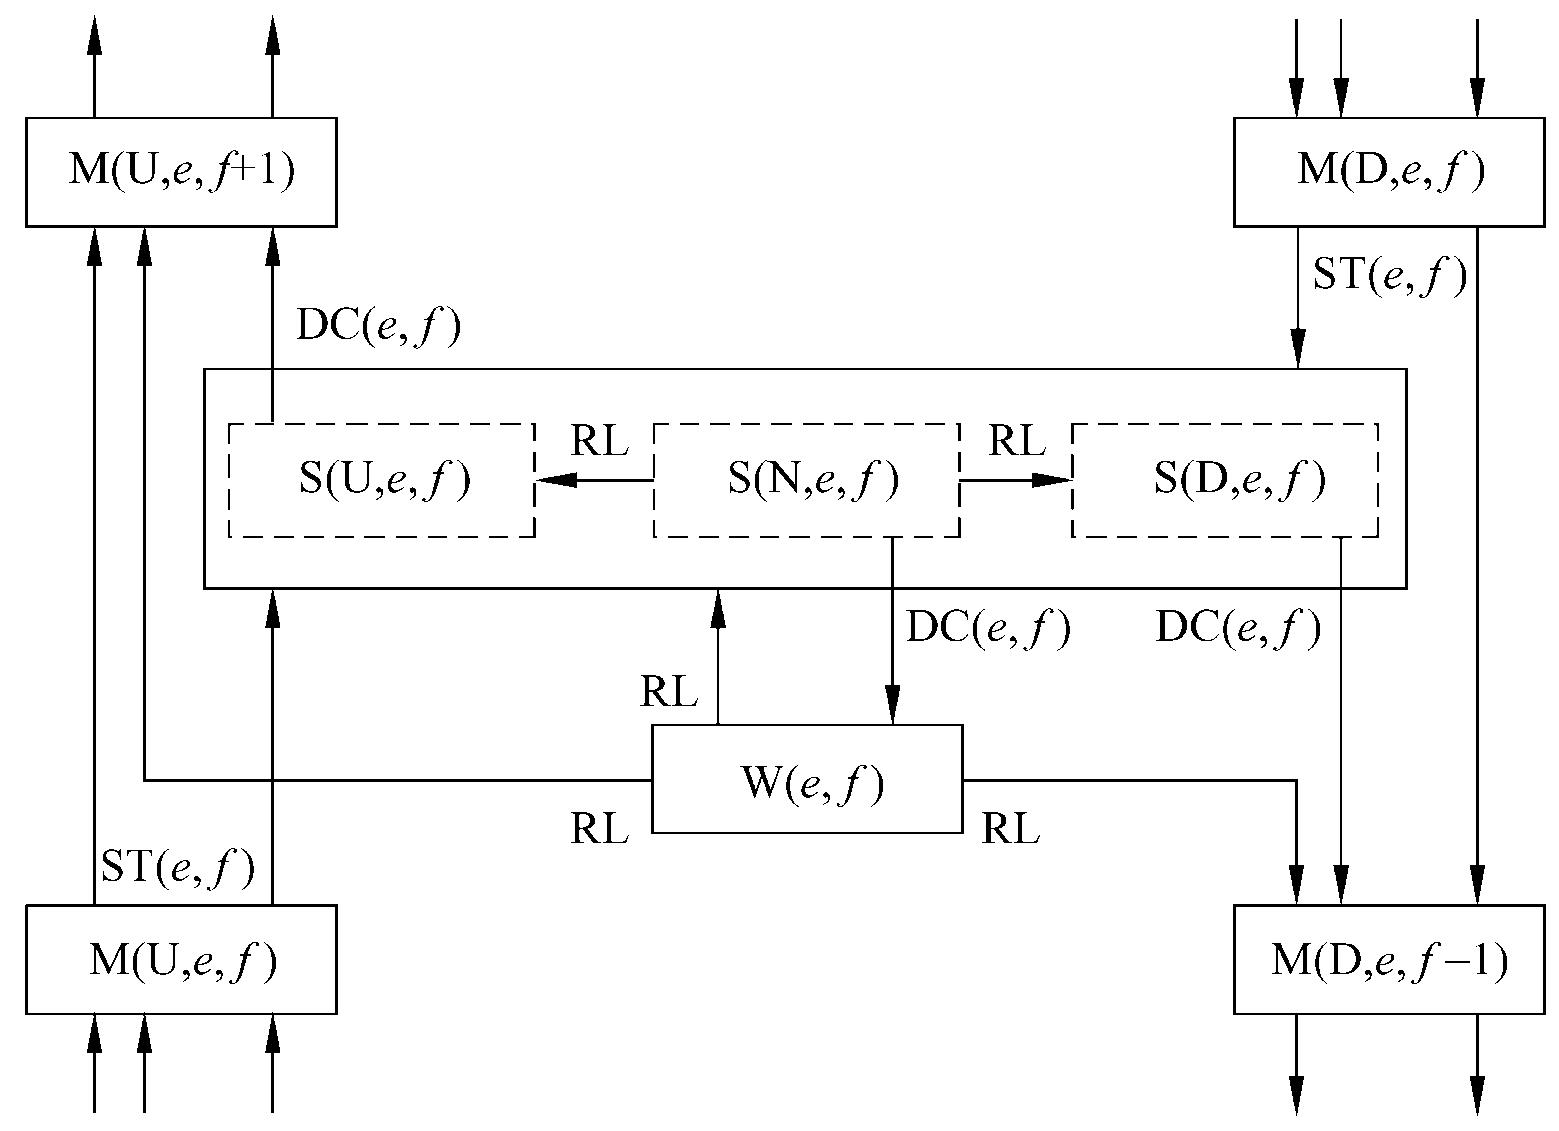 M(U,e,f+1)
M(D,e,f)
ST(e,f)
DC(e,f)
RL
RL
S(U,e,f)
S(N,e,f)
S(D,e,f)
DC(e,f)
DC(e,f)
RL
W(e,f)
RL
RL
ST(e,f)
M(U,e,f)
M(D,e,f−1)